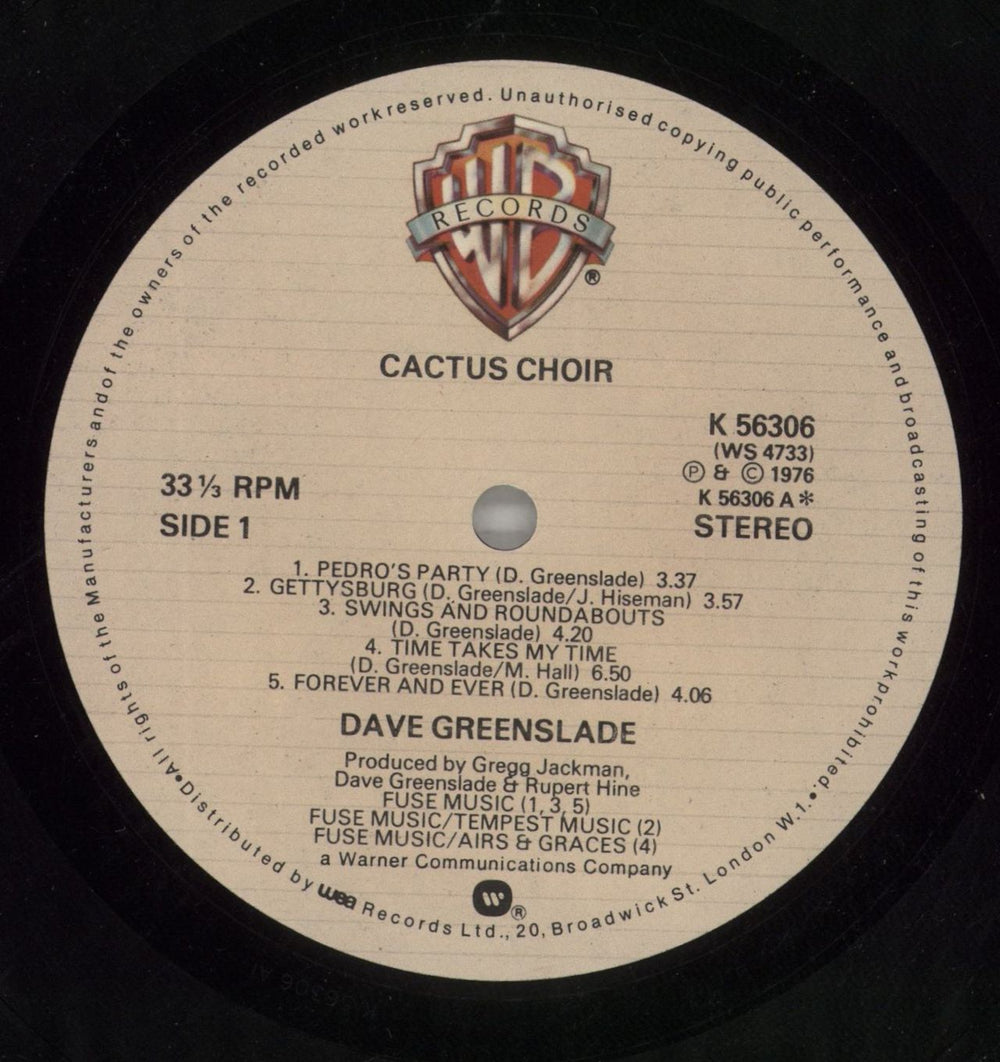 All rights of the Manufacturers and of the owners of the recorded work reserved. Unauthorised copying public performance and broadcasting of this work prohibited.
WB
RECORDS
®
CACTUS CHOIR
K 56306
(WS 4733)
℗ & © 1976
33⅓ RPM
K 56306 A*
SIDE 1
STEREO
1. PEDRO'S PARTY (D. Greenslade) 3.37
2. GETTYSBURG (D. Greenslade/J. Hiseman) 3.57
3. SWINGS AND ROUNDABOUTS
(D. Greenslade) 4.20
4. TIME TAKES MY TIME
(D. Greenslade/M. Hall) 6.50
5. FOREVER AND EVER (D. Greenslade) 4.06
DAVE GREENSLADE
Produced by Gregg Jackman,
Dave Greenslade & Rupert Hine
FUSE MUSIC (1, 3, 5)
FUSE MUSIC/TEMPEST MUSIC (2)
FUSE MUSIC/AIRS & GRACES (4)
a Warner Communications Company
®
•Distributed by wea Records Ltd., 20, Broadwick St. London W.1.•